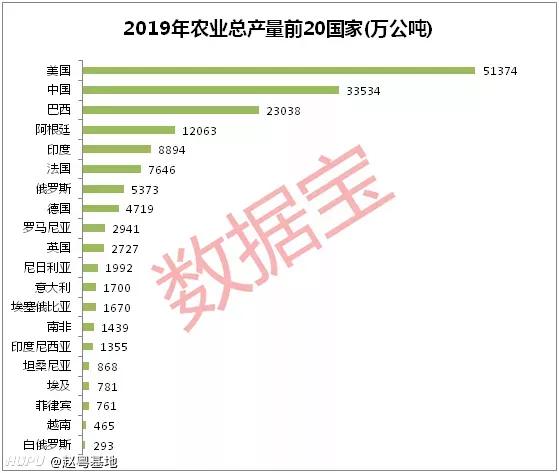 2019年农业总产量前20国家(万公吨)
美国 51374
中国 33534
巴西 23038
阿根廷 12063
印度 8894
法国 7646
俄罗斯 5373
德国 4719
罗马尼亚 2941
英国 2727
尼日利亚 1992
意大利 1700
埃塞俄比亚 1670
南非 1439
印度尼西亚 1355
坦桑尼亚 868
埃及 781
菲律宾 761
越南 465
白俄罗斯 293
数据宝
HUPU @赵粤基地